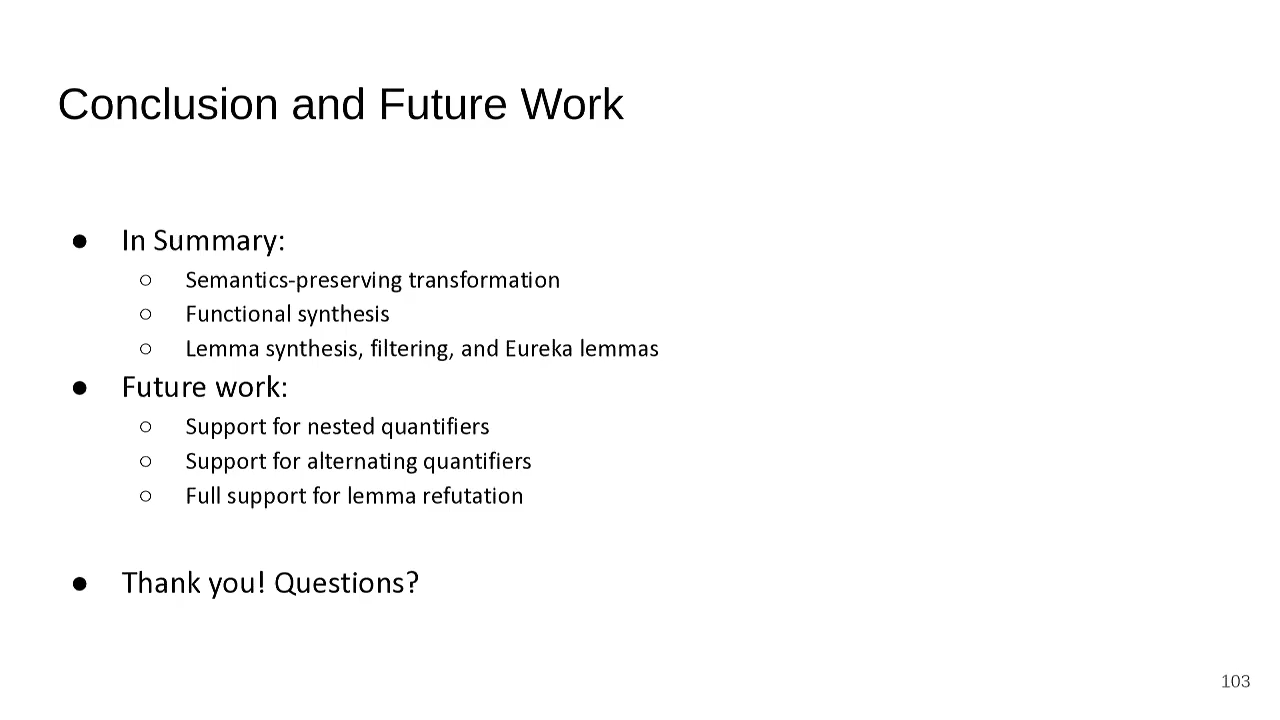 Conclusion and Future Work
● In Summary:
○ Semantics-preserving transformation
○ Functional synthesis
○ Lemma synthesis, filtering, and Eureka lemmas
● Future work:
○ Support for nested quantifiers
○ Support for alternating quantifiers
○ Full support for lemma refutation
● Thank you! Questions?
103